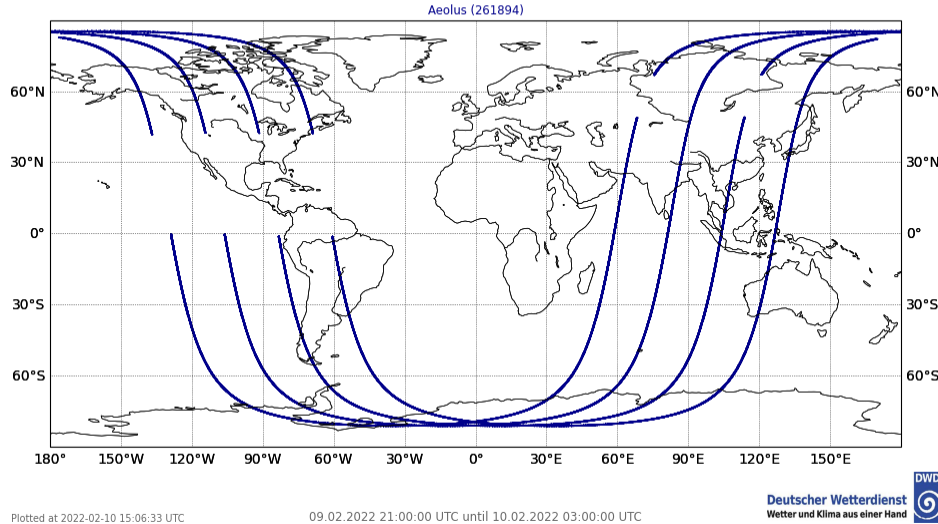 Aeolus (261894)
60°N 60°N
30°N 30°N
0° 0°
30°S 30°S
60°S 60°S
180° 150°W 120°W 90°W 60°W 30°W 0° 30°E 60°E 90°E 120°E 150°E
DWD
Deutscher Wetterdienst
Wetter und Klima aus einer Hand
Plotted at 2022-02-10 15:06:33 UTC 09.02.2022 21:00:00 UTC until 10.02.2022 03:00:00 UTC